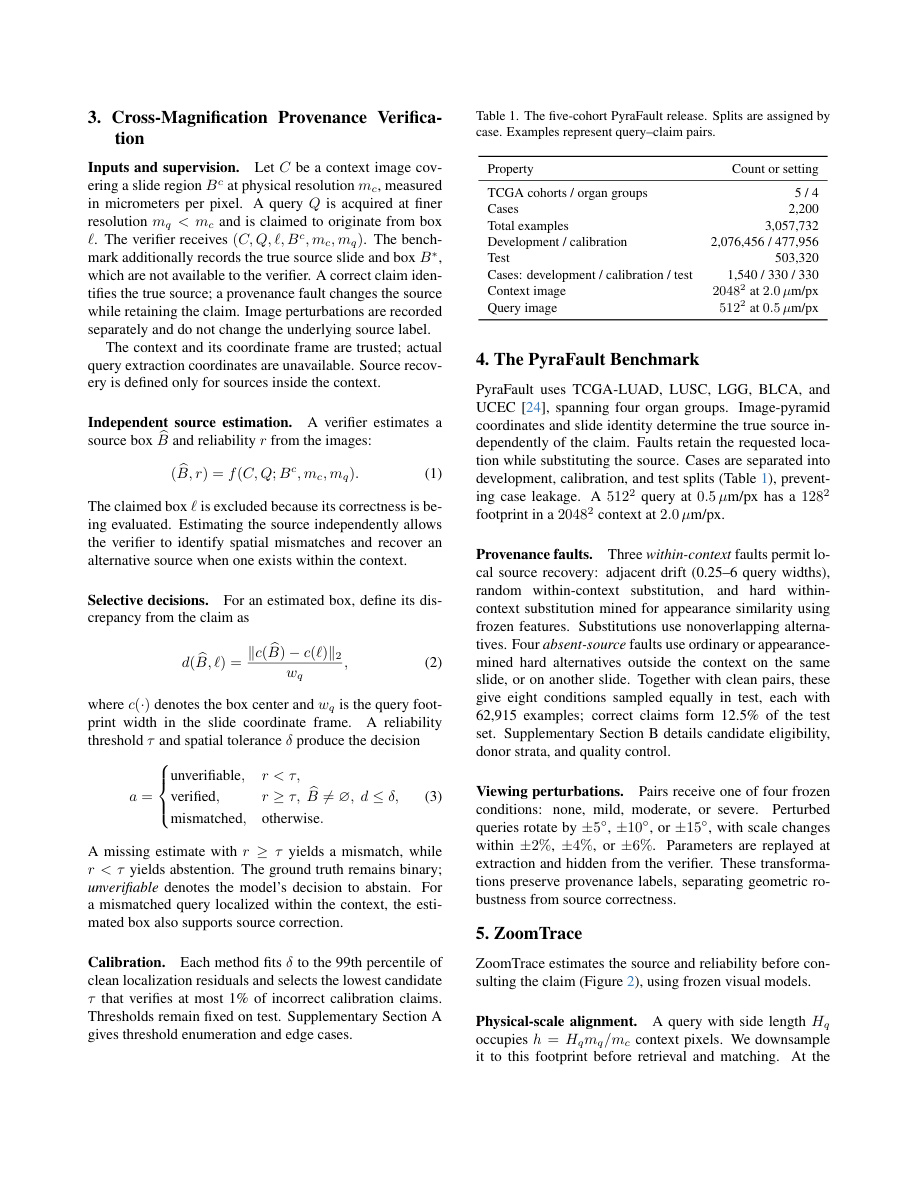 3. Cross-Magnification Provenance Verifica-
tion
Inputs and supervision. Let C be a context image cov-
ering a slide region Bᶜ at physical resolution m_c, measured
in micrometers per pixel. A query Q is acquired at finer
resolution m_q < m_c and is claimed to originate from box
ℓ. The verifier receives (C, Q, ℓ, Bᶜ, m_c, m_q). The bench-
mark additionally records the true source slide and box B*,
which are not available to the verifier. A correct claim iden-
tifies the true source; a provenance fault changes the source
while retaining the claim. Image perturbations are recorded
separately and do not change the underlying source label.
The context and its coordinate frame are trusted; actual
query extraction coordinates are unavailable. Source recov-
ery is defined only for sources inside the context.
Independent source estimation. A verifier estimates a
source box B̂ and reliability r from the images:
(B̂, r) = f(C, Q; Bᶜ, m_c, m_q). (1)
The claimed box ℓ is excluded because its correctness is be-
ing evaluated. Estimating the source independently allows
the verifier to identify spatial mismatches and recover an
alternative source when one exists within the context.
Selective decisions. For an estimated box, define its dis-
crepancy from the claim as
d(B̂, ℓ) = ‖c(B̂) − c(ℓ)‖₂ / w_q, (2)
where c(·) denotes the box center and w_q is the query foot-
print width in the slide coordinate frame. A reliability
threshold τ and spatial tolerance δ produce the decision
a = { unverifiable, r < τ,
verified, r ≥ τ, B̂ ≠ ∅, d ≤ δ, (3)
mismatched, otherwise.
A missing estimate with r ≥ τ yields a mismatch, while
r < τ yields abstention. The ground truth remains binary;
unverifiable denotes the model's decision to abstain. For
a mismatched query localized within the context, the esti-
mated box also supports source correction.
Calibration. Each method fits δ to the 99th percentile of
clean localization residuals and selects the lowest candidate
τ that verifies at most 1% of incorrect calibration claims.
Thresholds remain fixed on test. Supplementary Section A
gives threshold enumeration and edge cases.
Table 1. The five-cohort PyraFault release. Splits are assigned by
case. Examples represent query–claim pairs.
Property Count or setting
TCGA cohorts / organ groups 5 / 4
Cases 2,200
Total examples 3,057,732
Development / calibration 2,076,456 / 477,956
Test 503,320
Cases: development / calibration / test 1,540 / 330 / 330
Context image 2048² at 2.0 μm/px
Query image 512² at 0.5 μm/px
4. The PyraFault Benchmark
PyraFault uses TCGA-LUAD, LUSC, LGG, BLCA, and
UCEC [24], spanning four organ groups. Image-pyramid
coordinates and slide identity determine the true source in-
dependently of the claim. Faults retain the requested loca-
tion while substituting the source. Cases are separated into
development, calibration, and test splits (Table 1), prevent-
ing case leakage. A 512² query at 0.5 μm/px has a 128²
footprint in a 2048² context at 2.0 μm/px.
Provenance faults. Three within-context faults permit lo-
cal source recovery: adjacent drift (0.25–6 query widths),
random within-context substitution, and hard within-
context substitution mined for appearance similarity using
frozen features. Substitutions use nonoverlapping alterna-
tives. Four absent-source faults use ordinary or appearance-
mined hard alternatives outside the context on the same
slide, or on another slide. Together with clean pairs, these
give eight conditions sampled equally in test, each with
62,915 examples; correct claims form 12.5% of the test
set. Supplementary Section B details candidate eligibility,
donor strata, and quality control.
Viewing perturbations. Pairs receive one of four frozen
conditions: none, mild, moderate, or severe. Perturbed
queries rotate by ±5°, ±10°, or ±15°, with scale changes
within ±2%, ±4%, or ±6%. Parameters are replayed at
extraction and hidden from the verifier. These transforma-
tions preserve provenance labels, separating geometric ro-
bustness from source correctness.
5. ZoomTrace
ZoomTrace estimates the source and reliability before con-
sulting the claim (Figure 2), using frozen visual models.
Physical-scale alignment. A query with side length H_q
occupies h = H_q m_q/m_c context pixels. We downsample
it to this footprint before retrieval and matching. At the